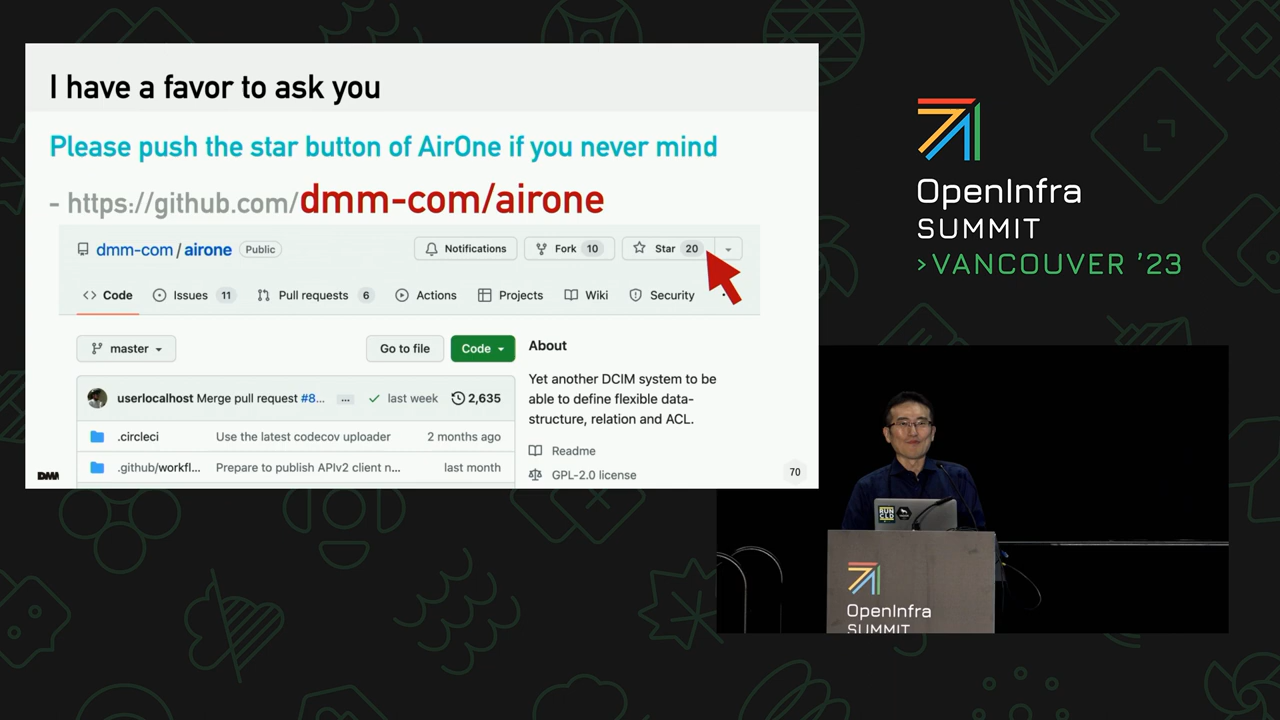 I have a favor to ask you
Please push the star button of AirOne if you never mind
- https://github.com/dmm-com/airone
dmm-com / airone Public
Notifications Fork 10 Star 20
Code Issues 11 Pull requests 6 Actions Projects Wiki Security
master Go to file Code
About
Yet another DCIM system to be
able to define flexible data-
structure, relation and ACL.
Readme
GPL-2.0 license
userlocalhost Merge pull request #8... ... last week 2,635
.circleci Use the latest codecov uploader 2 months ago
.github/workfl... Prepare to publish APIv2 client n... last month
DMM
70
OpenInfra
SUMMIT
>VANCOUVER '23
OpenInfra
SUMMIT